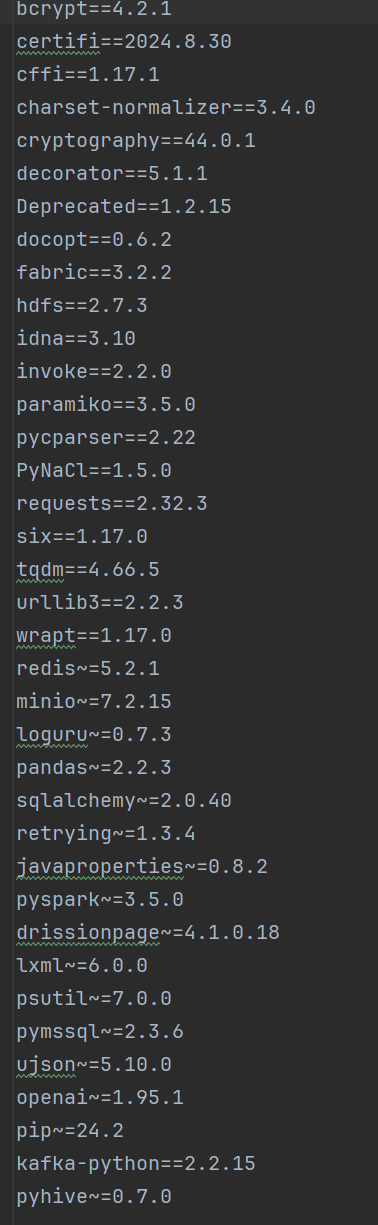 bcrypt==4.2.1
certifi==2024.8.30
cffi==1.17.1
charset-normalizer==3.4.0
cryptography==44.0.1
decorator==5.1.1
Deprecated==1.2.15
docopt==0.6.2
fabric==3.2.2
hdfs==2.7.3
idna==3.10
invoke==2.2.0
paramiko==3.5.0
pycparser==2.22
PyNaCl==1.5.0
requests==2.32.3
six==1.17.0
tqdm==4.66.5
urllib3==2.2.3
wrapt==1.17.0
redis~=5.2.1
minio~=7.2.15
loguru~=0.7.3
pandas~=2.2.3
sqlalchemy~=2.0.40
retrying~=1.3.4
javaproperties~=0.8.2
pyspark~=3.5.0
drissionpage~=4.1.0.18
lxml~=6.0.0
psutil~=7.0.0
pymssql~=2.3.6
ujson~=5.10.0
openai~=1.95.1
pip~=24.2
kafka-python==2.2.15
pyhive~=0.7.0